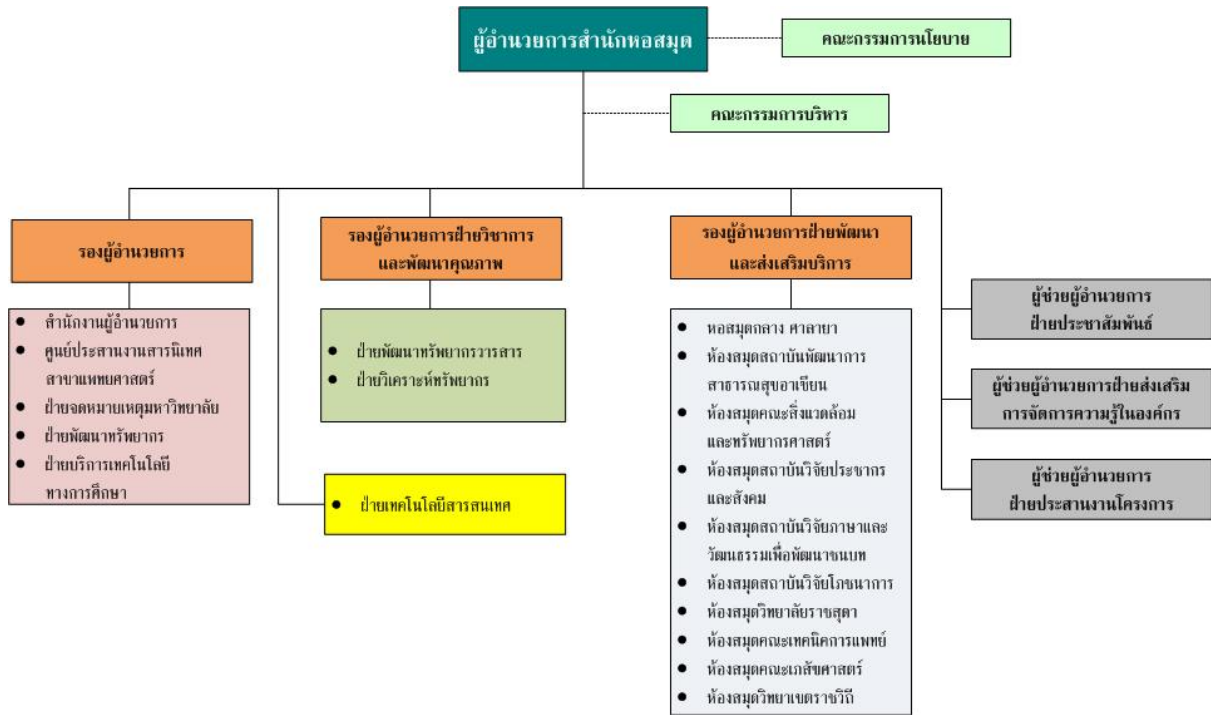 ผู้อำนวยการสำนักหอสมุด
คณะกรรมการนโยบาย
คณะกรรมการบริหาร
รองผู้อำนวยการ
• สำนักงานผู้อำนวยการ
• ศูนย์ประสานงานสารนิเทศ
สาขาแพทยศาสตร์
• ฝ่ายจดหมายเหตุมหาวิทยาลัย
• ฝ่ายพัฒนาทรัพยากร
• ฝ่ายบริการเทคโนโลยี
ทางการศึกษา
รองผู้อำนวยการฝ่ายวิชาการ
และพัฒนาคุณภาพ
• ฝ่ายพัฒนาทรัพยากรวารสาร
• ฝ่ายวิเคราะห์ทรัพยากร
• ฝ่ายเทคโนโลยีสารสนเทศ
รองผู้อำนวยการฝ่ายพัฒนา
และส่งเสริมบริการ
• หอสมุดกลาง ศาลายา
• ห้องสมุดสถาบันพัฒนาการ
สาธารณสุขอาเซียน
• ห้องสมุดคณะสิ่งแวดล้อม
และทรัพยากรศาสตร์
• ห้องสมุดสถาบันวิจัยประชากร
และสังคม
• ห้องสมุดสถาบันวิจัยภาษาและ
วัฒนธรรมเพื่อพัฒนาชนบท
• ห้องสมุดสถาบันวิจัยโภชนาการ
• ห้องสมุดวิทยาลัยราชสุดา
• ห้องสมุดคณะเทคนิคการแพทย์
• ห้องสมุดคณะเภสัชศาสตร์
• ห้องสมุดวิทยาเขตราชวิถี
ผู้ช่วยผู้อำนวยการ
ฝ่ายประชาสัมพันธ์
ผู้ช่วยผู้อำนวยการฝ่ายส่งเสริม
การจัดการความรู้ในองค์กร
ผู้ช่วยผู้อำนวยการ
ฝ่ายประสานงานโครงการ